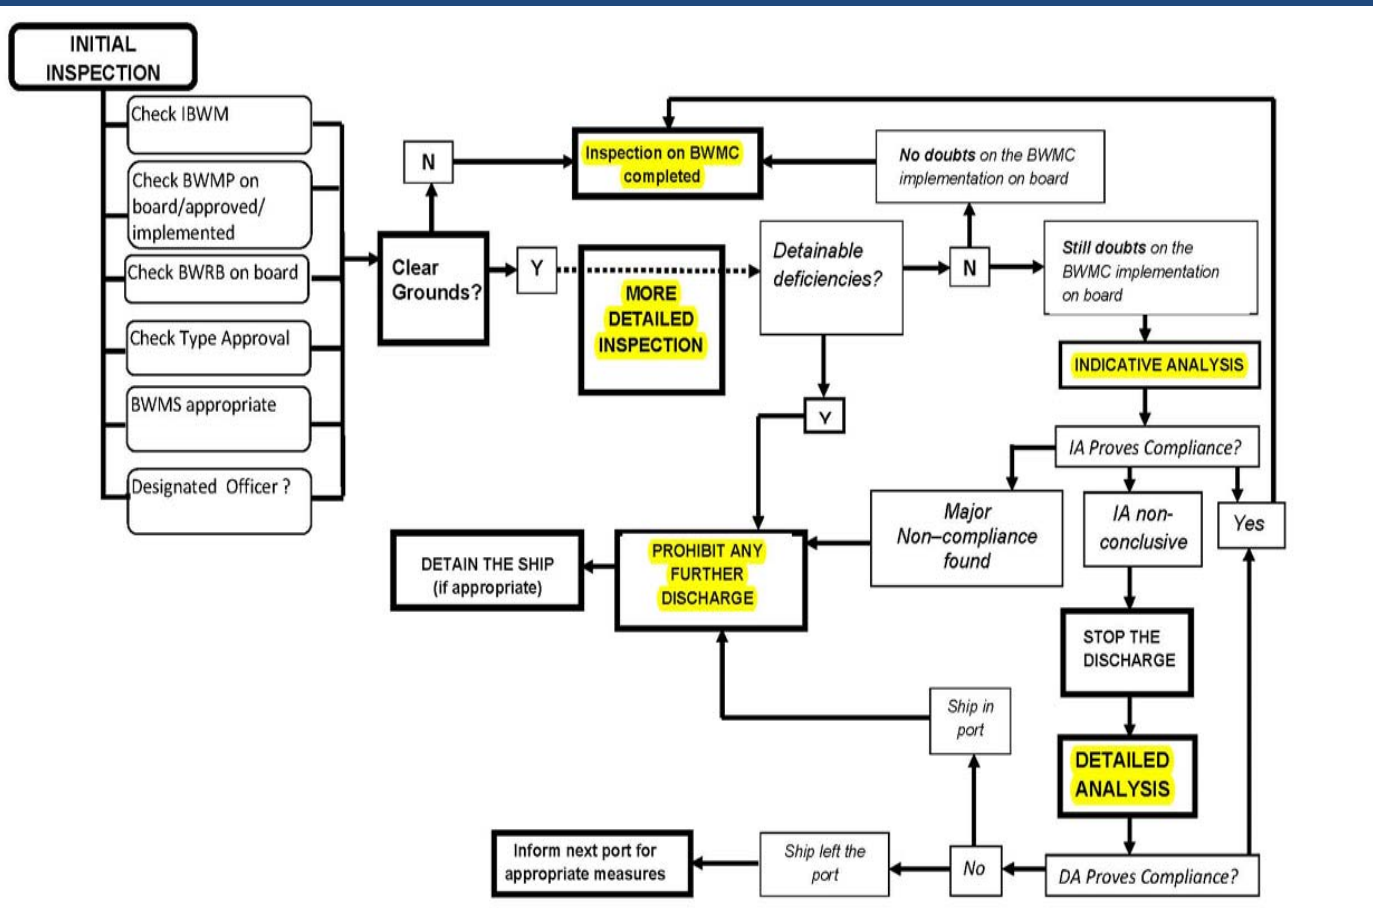 INITIAL
INSPECTION
Check IBWM
Check BWMP on
board/approved/
implemented
Check BWRB on board
Check Type Approval
BWMS appropriate
Designated Officer ?
Clear
Grounds?
N
Y
Inspection on BWMC
completed
MORE
DETAILED
INSPECTION
Detainable
deficiencies?
N
No doubts on the BWMC
implementation on board
Still doubts on the
BWMC implementation
on board
INDICATIVE ANALYSIS
IA Proves Compliance?
Y
Major
Non–compliance
found
IA non-
conclusive
Yes
PROHIBIT ANY
FURTHER
DISCHARGE
DETAIN THE SHIP
(if appropriate)
STOP THE
DISCHARGE
DETAILED
ANALYSIS
DA Proves Compliance?
No
Ship in
port
Ship left the
port
Inform next port for
appropriate measures